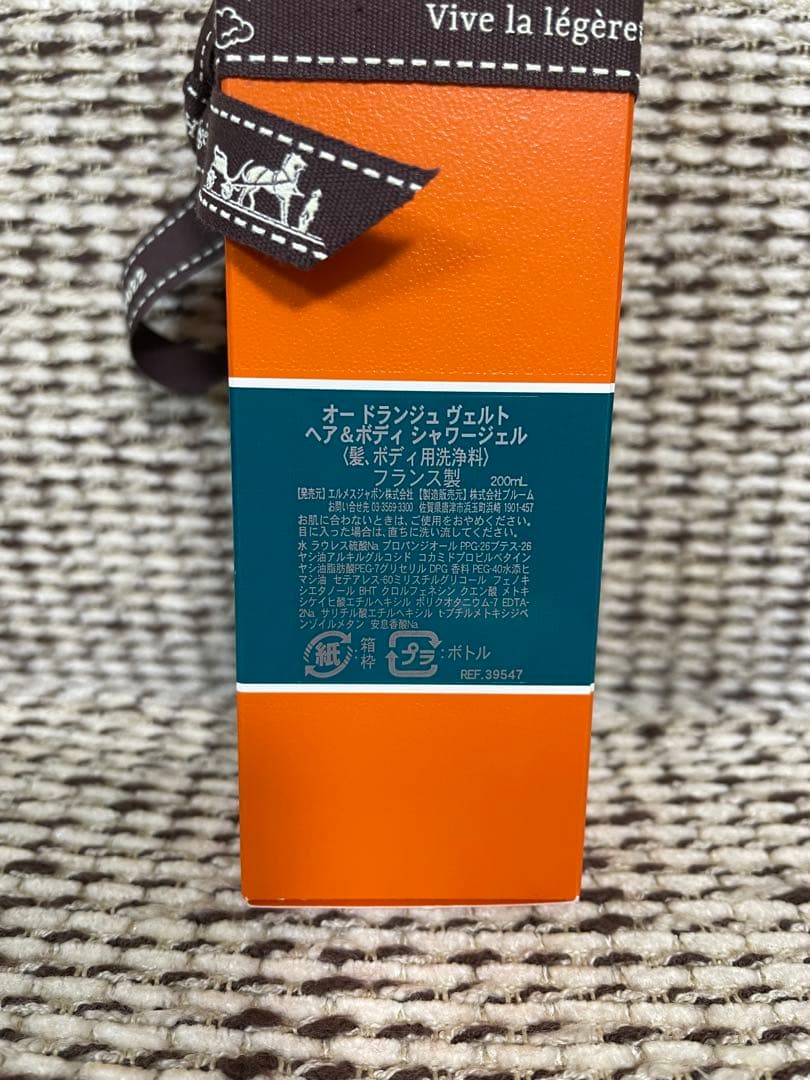 Vive la légère
オー ドランジュ ヴェルト
ヘア&ボディ シャワージェル
〈髪、ボディ用洗浄料〉
フランス製 200mL
【発売元】エルメスジャポン株式会社 【製造販売元】株式会社ブルーム
お問い合せ先 03-3569-3300 佐賀県唐津市浜玉町浜崎 1901-457
お肌に合わないときは、ご使用をおやめください。
目に入った場合は、直ちに洗い流してください。
水 ラウレス硫酸Na プロパンジオール PPG-26ブテス-26
ヤシ油アルキルグルコシド コカミドプロピルベタイン
ヤシ油脂肪酸PEG-7グリセリル DPG 香料 PEG-40水添ヒ
マシ油 セテアレス-60ミリスチルグリコール フェノキ
シエタノール BHT クロルフェネシン クエン酸 メトキ
シケイヒ酸エチルヘキシル ポリクオタニウム-7 EDTA-
2Na サリチル酸エチルヘキシル t-ブチルメトキシジベ
ンゾイルメタン 安息香酸Na
紙:箱 枠 プラ:ボトル
REF.39547